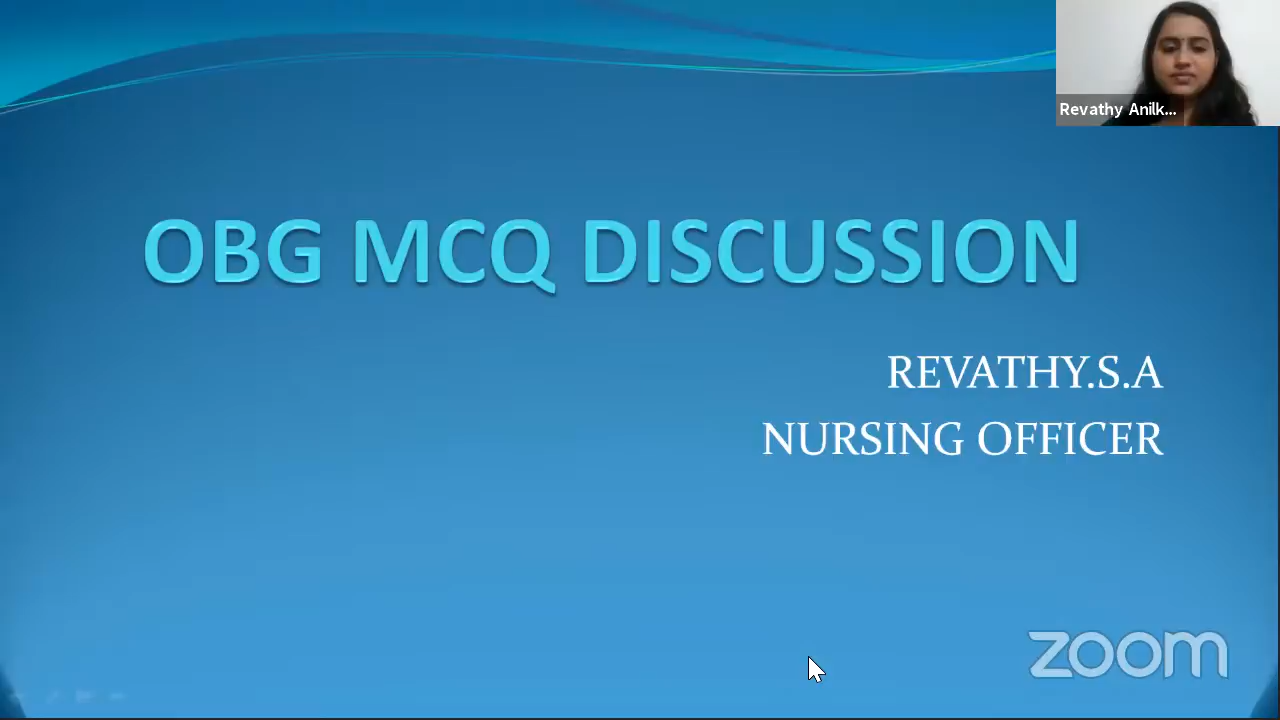 Revathy Anilk...
OBG MCQ DISCUSSION
REVATHY.S.A
NURSING OFFICER
zoom